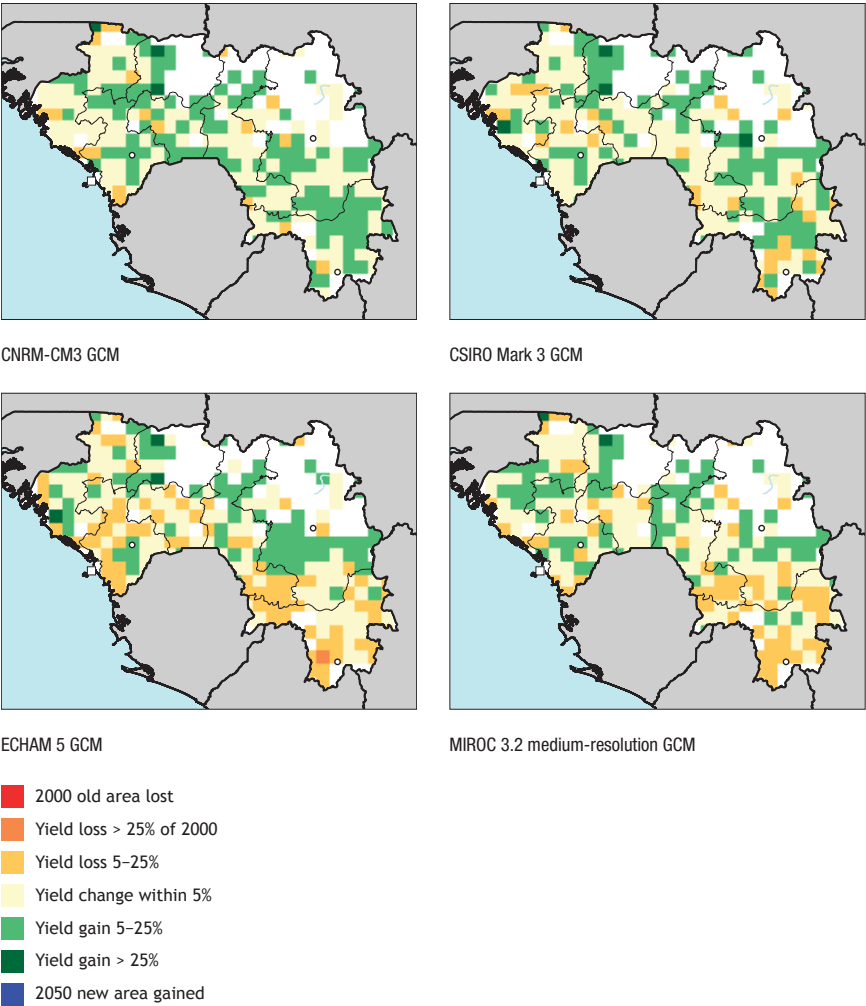 CNRM-CM3 GCM
CSIRO Mark 3 GCM
ECHAM 5 GCM
MIROC 3.2 medium-resolution GCM
2000 old area lost
Yield loss > 25% of 2000
Yield loss 5–25%
Yield change within 5%
Yield gain 5–25%
Yield gain > 25%
2050 new area gained